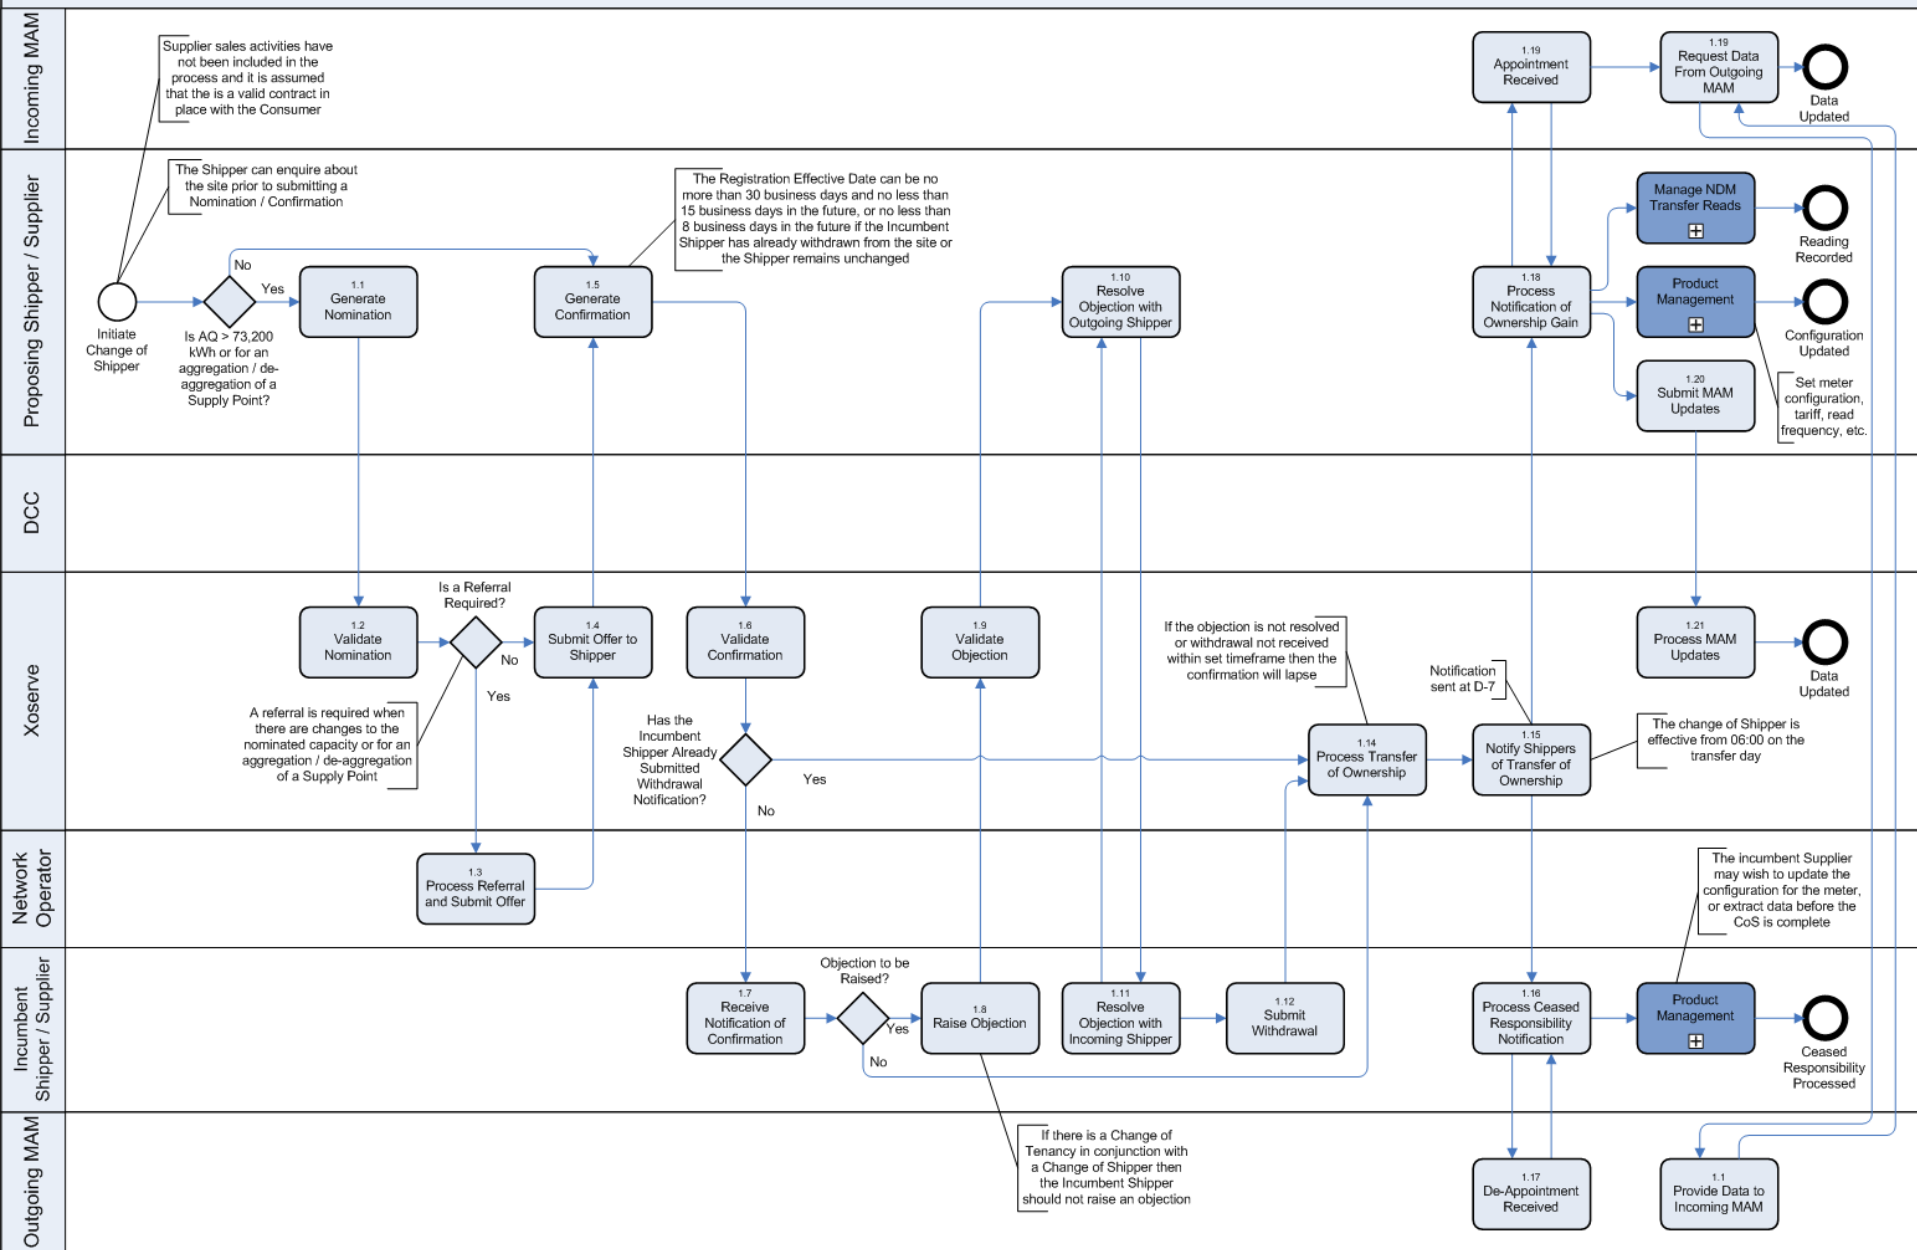 Incoming MAM
Supplier sales activities have
not been included in the
process and it is assumed
that the is a valid contract in
place with the Consumer
1.19
Appointment
Received
1.19
Request Data
From Outgoing
MAM
Data
Updated
Proposing Shipper / Supplier
The Shipper can enquire about
the site prior to submitting a
Nomination / Confirmation
The Registration Effective Date can be no
more than 30 business days and no less than
15 business days in the future, or no less than
8 business days in the future if the Incumbent
Shipper has already withdrawn from the site or
the Shipper remains unchanged
Initiate
Change of
Shipper
No
Yes
Is AQ > 73,200
kWh or for an
aggregation / de-
aggregation of a
Supply Point?
1.1
Generate
Nomination
1.5
Generate
Confirmation
1.10
Resolve
Objection with
Outgoing Shipper
1.18
Process
Notification of
Ownership Gain
Manage NDM
Transfer Reads
Reading
Recorded
Product
Management
Configuration
Updated
1.20
Submit MAM
Updates
Set meter
configuration,
tariff, read
frequency, etc.
DCC
Xoserve
1.2
Validate
Nomination
Is a Referral
Required?
No
Yes
A referral is required when
there are changes to the
nominated capacity or for an
aggregation / de-aggregation
of a Supply Point
1.4
Submit Offer to
Shipper
1.6
Validate
Confirmation
Has the
Incumbent
Shipper Already
Submitted
Withdrawal
Notification?
Yes
No
1.9
Validate
Objection
If the objection is not resolved
or withdrawal not received
within set timeframe then the
confirmation will lapse
1.14
Process Transfer
of Ownership
Notification
sent at D-7
1.15
Notify Shippers
of Transfer of
Ownership
The change of Shipper is
effective from 06:00 on the
transfer day
1.21
Process MAM
Updates
Data
Updated
Network
Operator
1.3
Process Referral
and Submit Offer
The incumbent Supplier
may wish to update the
configuration for the meter,
or extract data before the
CoS is complete
Incumbent
Shipper / Supplier
1.7
Receive
Notification of
Confirmation
Objection to be
Raised?
Yes
No
1.8
Raise Objection
1.11
Resolve
Objection with
Incoming Shipper
1.12
Submit
Withdrawal
1.16
Process Ceased
Responsibility
Notification
Product
Management
Ceased
Responsibility
Processed
Outgoing MAM
If there is a Change of
Tenancy in conjunction with
a Change of Shipper then
the Incumbent Shipper
should not raise an objection
1.17
De-Appointment
Received
1.1
Provide Data to
Incoming MAM